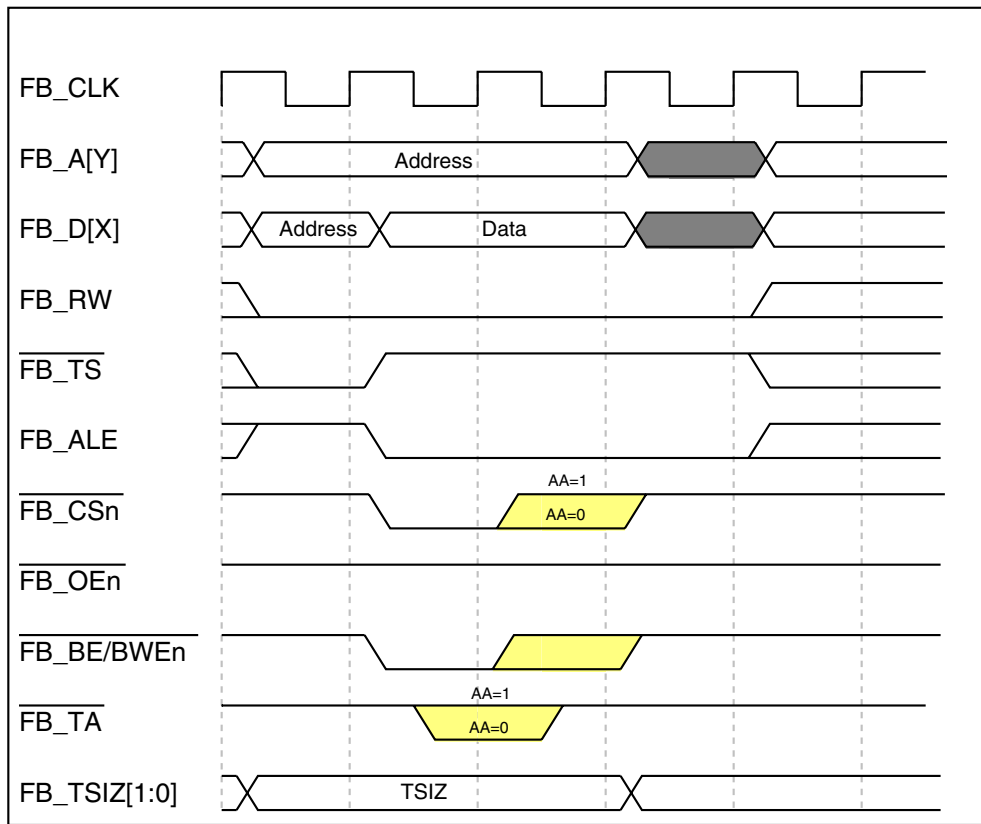 FB_CLK
FB_A[Y]
Address
FB_D[X]
Address
Data
FB_RW
FB_TS
FB_ALE
AA=1
FB_CSn
AA=0
FB_OEn
FB_BE/BWEn
AA=1
FB_TA
AA=0
FB_TSIZ[1:0]
TSIZ